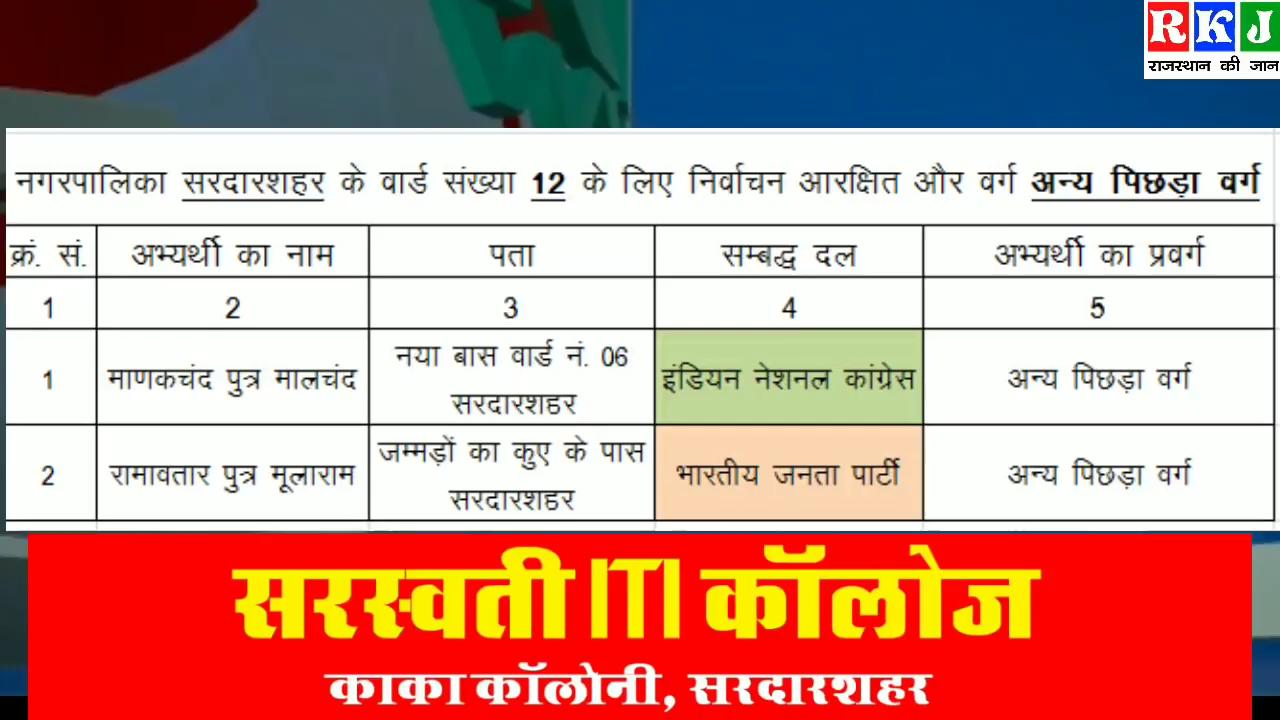 RKJ
राजस्थान की जान
नगरपालिका सरदारशहर के वार्ड संख्या 12 के लिए निर्वाचन आरक्षित और वर्ग अन्य पिछड़ा वर्ग
क्रं. सं. अभ्यर्थी का नाम पता सम्बद्ध दल अभ्यर्थी का प्रवर्ग
1 2 3 4 5
1 माणकचंद पुत्र मालचंद नया बास वार्ड नं. 06 सरदारशहर इंडियन नेशनल कांग्रेस अन्य पिछड़ा वर्ग
2 रामावतार पुत्र मूलाराम जम्मड़ों का कुए के पास सरदारशहर भारतीय जनता पार्टी अन्य पिछड़ा वर्ग
सरस्वती ITI कॉलोज
काका कॉलोनी, सरदारशहर